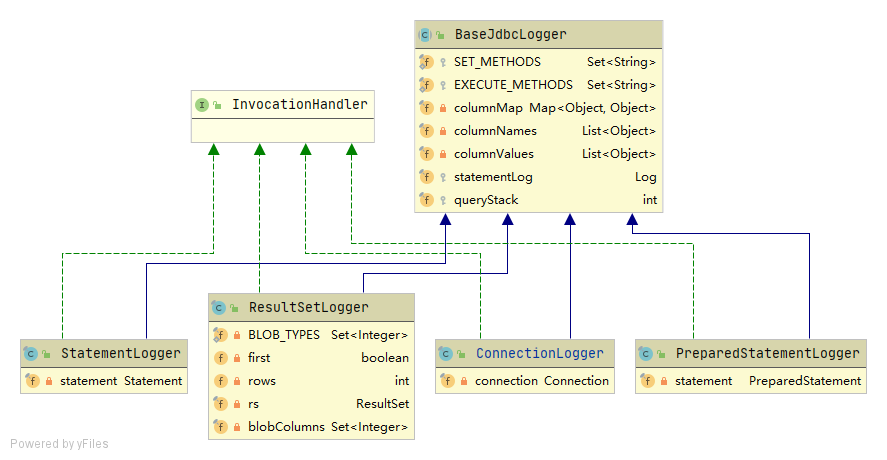 BaseJdbcLogger
SET_METHODS Set<String>
EXECUTE_METHODS Set<String>
columnMap Map<Object, Object>
columnNames List<Object>
columnValues List<Object>
statementLog Log
queryStack int
InvocationHandler
StatementLogger
statement Statement
ResultSetLogger
BLOB_TYPES Set<Integer>
first boolean
rows int
rs ResultSet
blobColumns Set<Integer>
ConnectionLogger
connection Connection
PreparedStatementLogger
statement PreparedStatement
Powered by yFiles